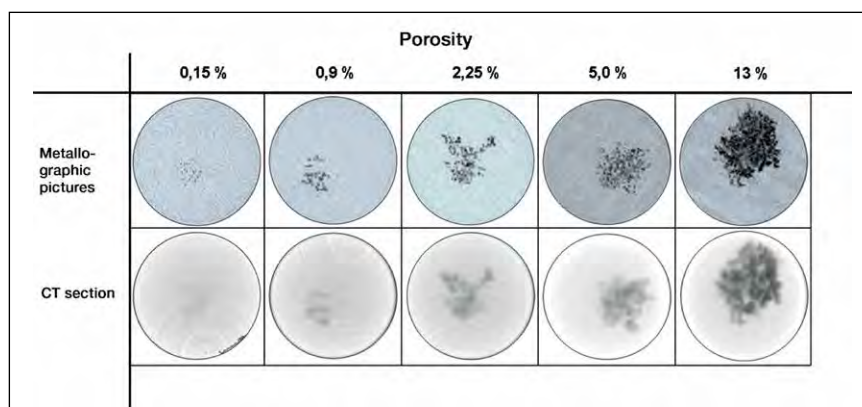 Porosity
0,15 % 0,9 % 2,25 % 5,0 % 13 %
Metallo-
graphic
pictures
CT section